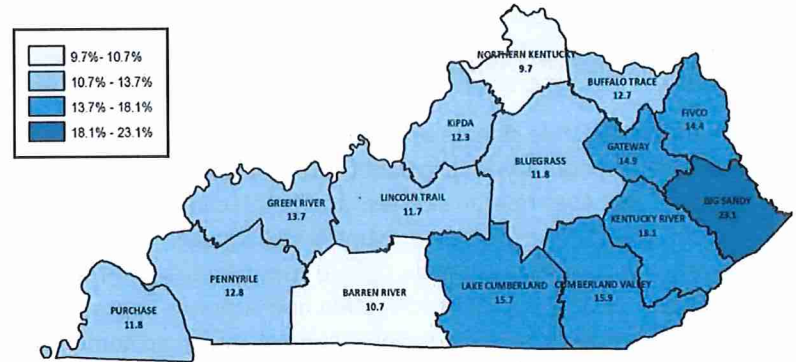 9.7%- 10.7%
10.7% - 13.7%
13.7% - 18.1%
18.1% - 23.1%
NORTHERN KENTUCKY
9.7
BUFFALO TRACE
12.7
FIVCO
14.4
KIPDA
12.3
GATEWAY
14.9
BLUEGRASS
11.8
BIG SANDY
23.1
GREEN RIVER
13.7
LINCOLN TRAIL
11.7
KENTUCKY RIVER
18.1
PENNYRILE
12.8
BARREN RIVER
10.7
LAKE CUMBERLAND
15.7
CUMBERLAND VALLEY
15.9
PURCHASE
11.8